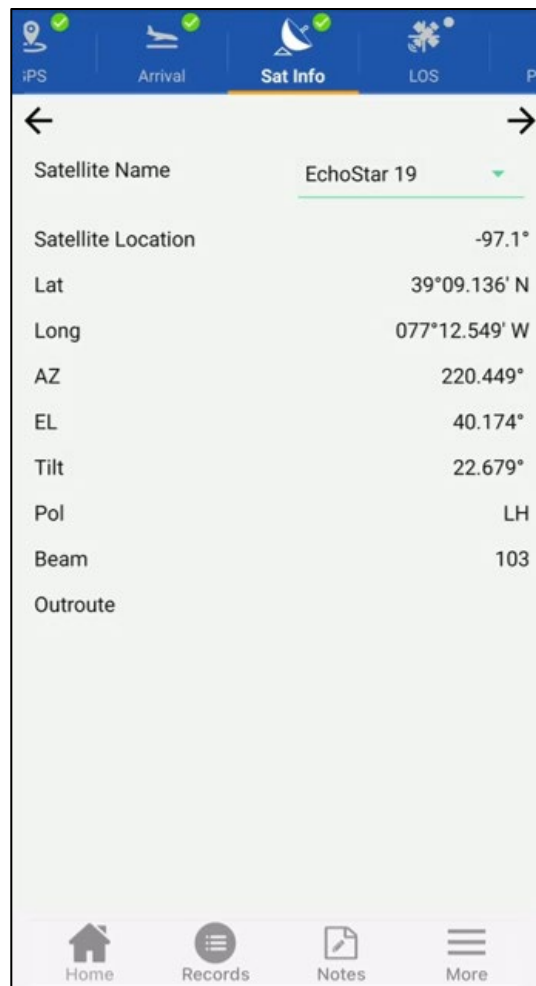 GPS Arrival Sat Info LOS P
Satellite Name EchoStar 19
Satellite Location -97.1°
Lat 39°09.136' N
Long 077°12.549' W
AZ 220.449°
EL 40.174°
Tilt 22.679°
Pol LH
Beam 103
Outroute
Home Records Notes More